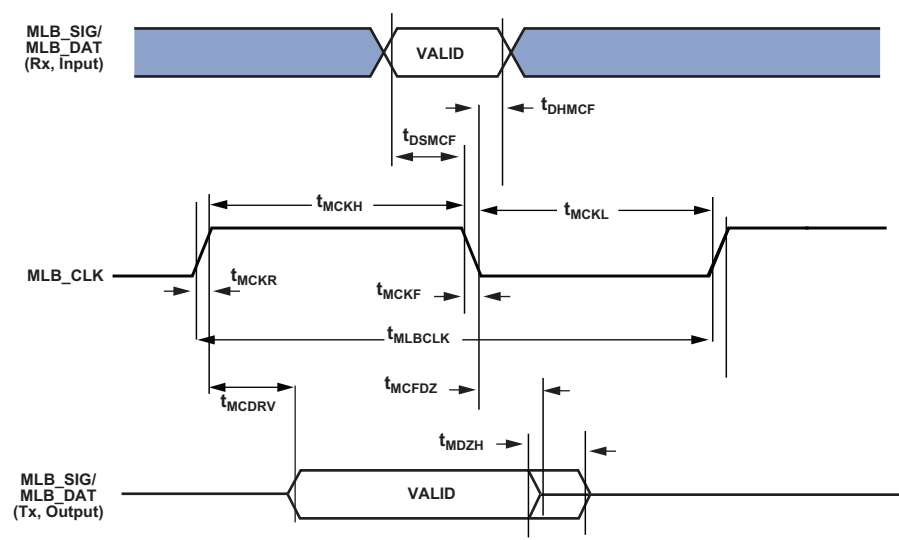 MLB_SIG/
MLB_DAT
(Rx, Input)
VALID
tDHMCF
tDSMCF
tMCKH
tMCKL
MLB_CLK
tMCKR
tMCKF
tMLBCLK
tMCFDZ
tMCDRV
tMDZH
MLB_SIG/
MLB_DAT
(Tx, Output)
VALID